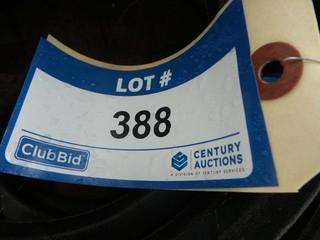 LOT #
388
ClubBid
CENTURY
AUCTIONS
A DIVISION OF CENTURY SERVICES